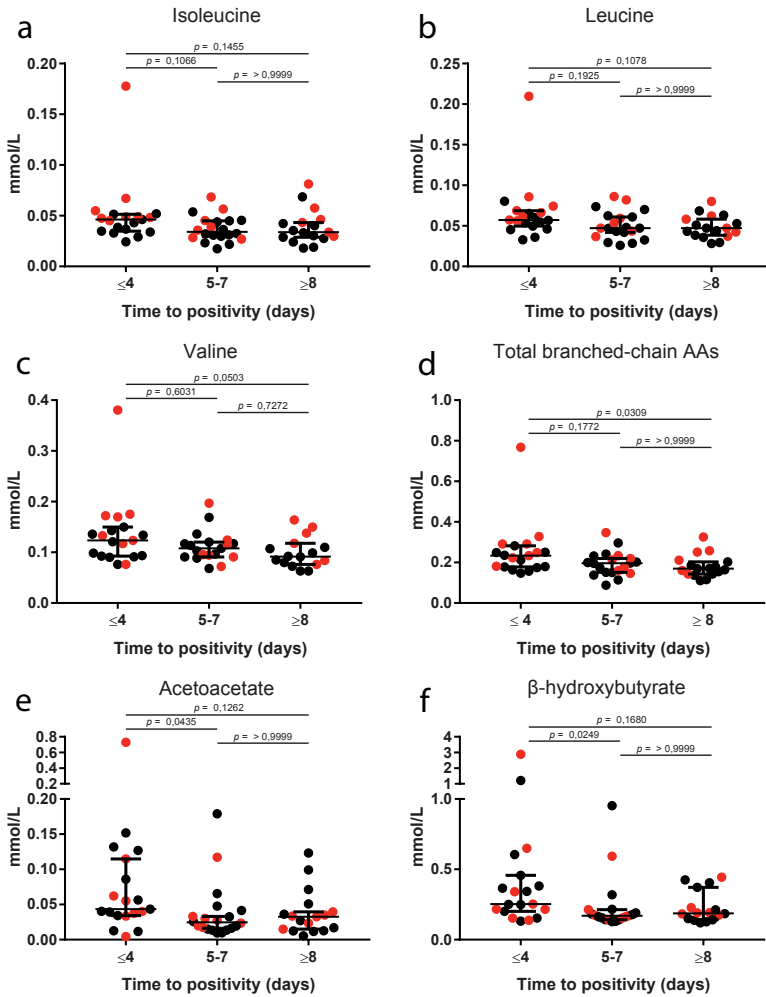 a
Isoleucine
p = 0,1455
p = 0,1066
p = > 0,9999
0.20
0.15
0.10
0.05
0.00
mmol/L
≤4
5-7
≥8
Time to positivity (days)
b
Leucine
p = 0,1078
p = 0,1925
p = > 0,9999
0.25
0.20
0.15
0.10
0.05
0.00
mmol/L
≤4
5-7
≥8
Time to positivity (days)
c
Valine
p = 0,0503
p = 0,6031
p = 0,7272
0.4
0.3
0.2
0.1
0.0
mmol/L
≤4
5-7
≥8
Time to positivity (days)
d
Total branched-chain AAs
p = 0,0309
p = 0,1772
p = > 0,9999
1.0
0.8
0.6
0.4
0.2
0.0
mmol/L
≤4
5-7
≥8
Time to positivity (days)
e
Acetoacetate
p = 0,1262
p = 0,0435
p = > 0,9999
0.8
0.6
0.4
0.2
0.20
0.15
0.10
0.05
0.00
mmol/L
≤4
5-7
≥8
Time to positivity (days)
f
β-hydroxybutyrate
p = 0,1680
p = 0,0249
p = > 0,9999
4
3
2
1
1.0
0.5
0.0
mmol/L
≤4
5-7
≥8
Time to positivity (days)